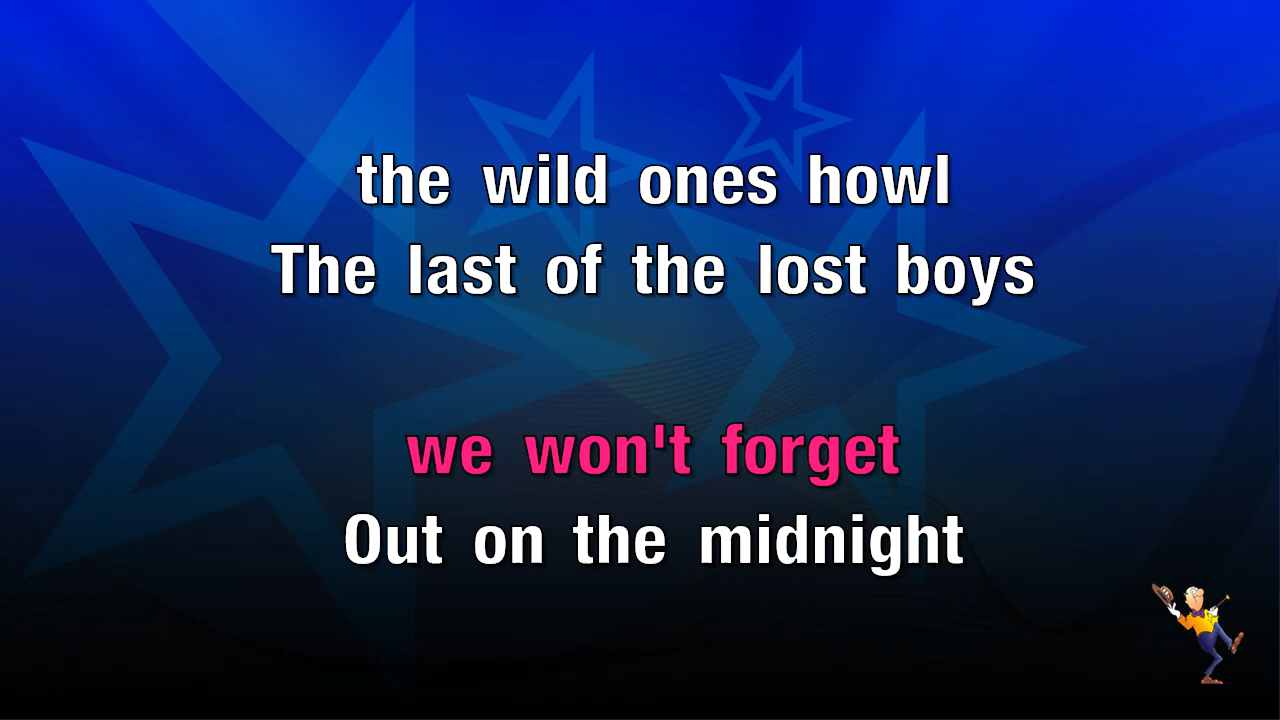 the wild ones howl
The last of the lost boys
we won't forget
Out on the midnight